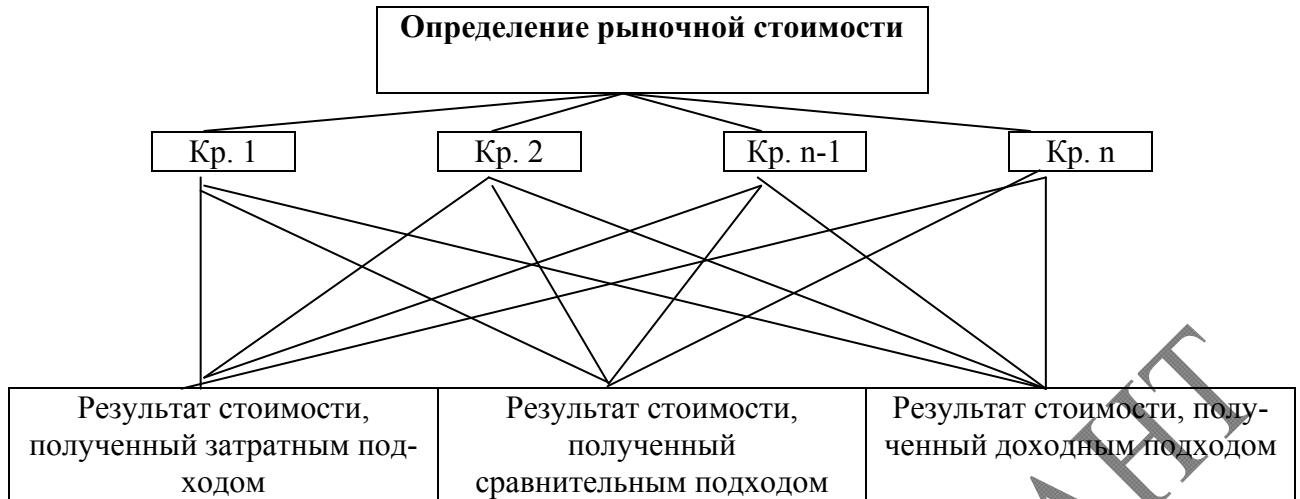 Определение рыночной стоимости
Кр. 1
Кр. 2
Кр. n-1
Кр. n
Результат стоимости,
полученный затратным под-
ходом
Результат стоимости,
полученный
сравнительным подходом
Результат стоимости, полу-
ченный доходным подходом
АНТ